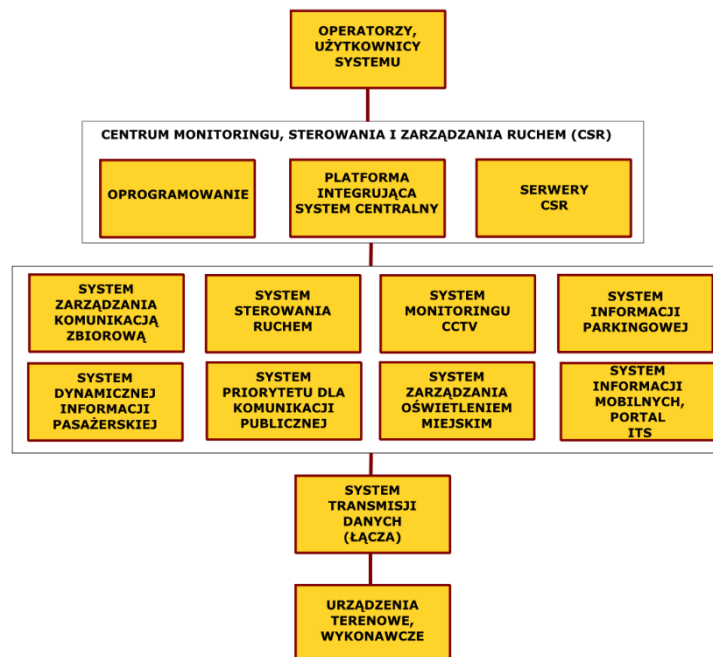 OPERATORZY,
UŻYTKOWNICY
SYSTEMU
CENTRUM MONITORINGU, STEROWANIA I ZARZĄDZANIA RUCHEM (CSR)
OPROGRAMOWANIE
PLATFORMA
INTEGRUJĄCA
SYSTEM CENTRALNY
SERWERY
CSR
SYSTEM
ZARZĄDZANIA
KOMUNIKACJĄ
ZBIOROWĄ
SYSTEM
STEROWANIA
RUCHEM
SYSTEM
MONITORINGU
CCTV
SYSTEM
INFORMACJI
PARKINGOWEJ
SYSTEM
DYNAMICZNEJ
INFORMACJI
PASAŻERSKIEJ
SYSTEM
PRIORYTETU DLA
KOMUNIKACJI
PUBLICZNEJ
SYSTEM
ZARZĄDZANIA
OŚWIETLENIEM
MIEJSKIM
SYSTEM
INFORMACJI
MOBILNYCH,
PORTAL
ITS
SYSTEM
TRANSMISJI
DANYCH
(ŁĄCZA)
URZĄDZENIA
TERENOWE,
WYKONAWCZE